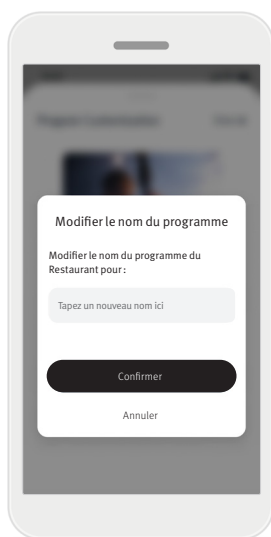 Modifier le nom du programme
Modifier le nom du programme du
Restaurant pour :
Tapez un nouveau nom ici
Confirmer
Annuler